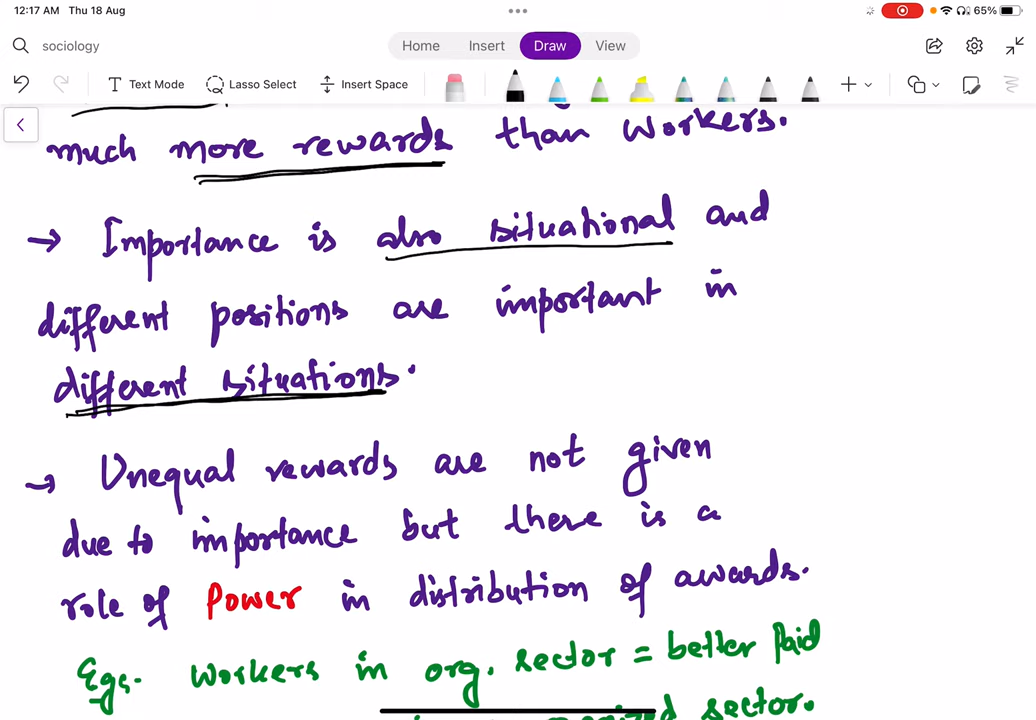 12:17 AM Thu 18 Aug
65%
sociology
Home Insert Draw View
Text Mode Lasso Select Insert Space
much more rewards than workers.
→ Importance is also situational and
different positions are important in
different situations.
→ Unequal rewards are not given
due to importance but there is a
role of Power in distribution of awards.
Egs. Workers in org. sector = better Paid
sector.